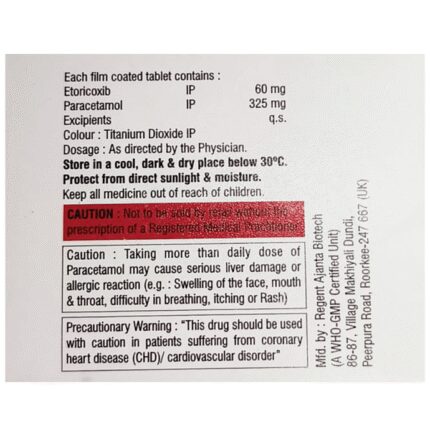 Each film coated tablet contains :
Etoricoxib IP 60 mg
Paracetamol IP 325 mg
Excipients q.s.
Colour : Titanium Dioxide IP
Dosage : As directed by the Physician.
Store in a cool, dark & dry place below 30ºC.
Protect from direct sunlight & moisture.
Keep all medicine out of reach of children.
CAUTION : Not to be sold by retail without the
prescription of a Registered Medical Practitioner.
Caution : Taking more than daily dose of
Paracetamol may cause serious liver damage or
allergic reaction (e.g. : Swelling of the face, mouth
& throat, difficulty in breathing, itching or Rash)
Precautionary Warning : “This drug should be used
with caution in patients suffering from coronary
heart disease (CHD)/ cardiovascular disorder”
Mfd. by : Regent Ajanta Biotech
(A WHO-GMP Certified Unit)
86-87, Village Makhiyali Dundi,
Peerpura Road, Roorkee-247 667 (UK)